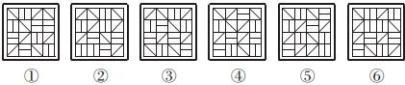 ① ② ③ ④ ⑤ ⑥